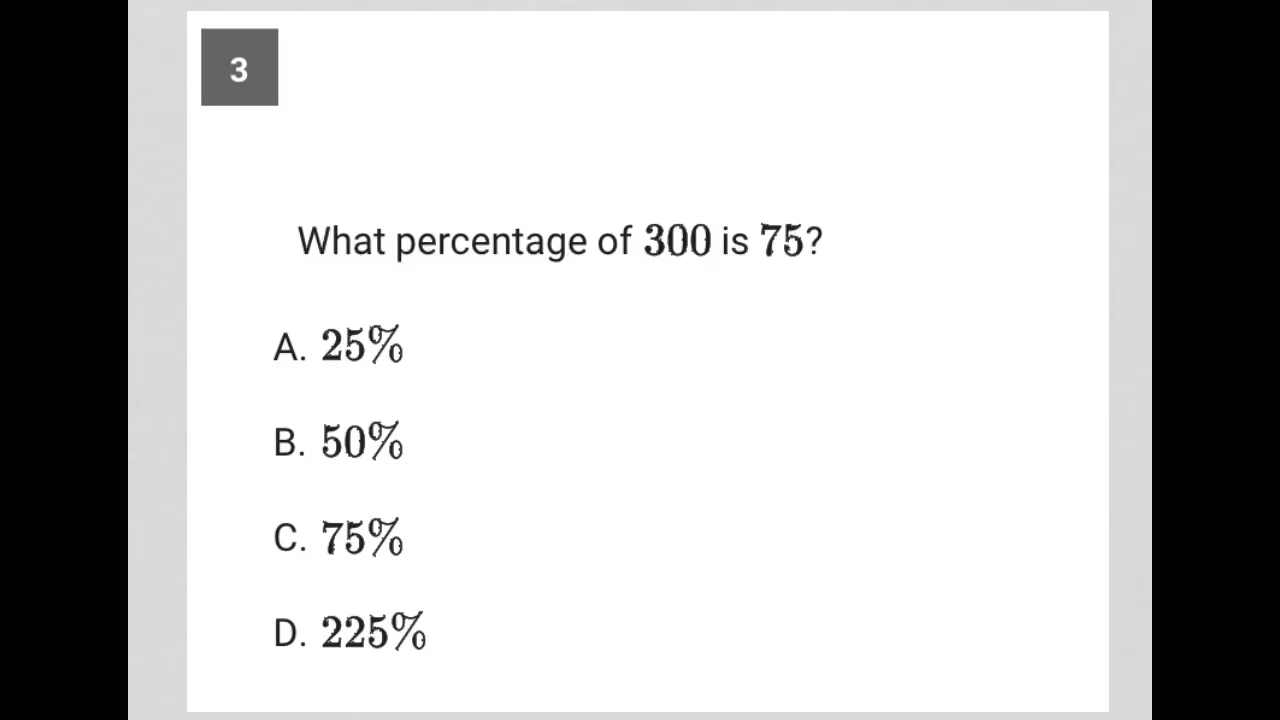 3
What percentage of 300 is 75?
A. 25%
B. 50%
C. 75%
D. 225%